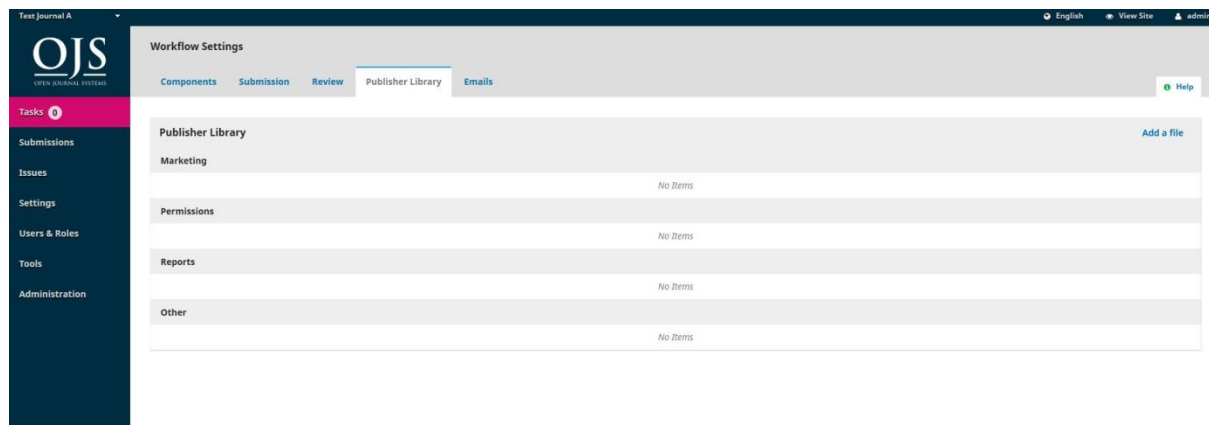 Test Journal A
English View Site admin
OJS
OPEN JOURNAL SYSTEMS
Tasks 0
Submissions
Issues
Settings
Users & Roles
Tools
Administration
Workflow Settings
Components Submission Review Publisher Library Emails
Help
Publisher Library Add a file
Marketing
No Items
Permissions
No Items
Reports
No Items
Other
No Items